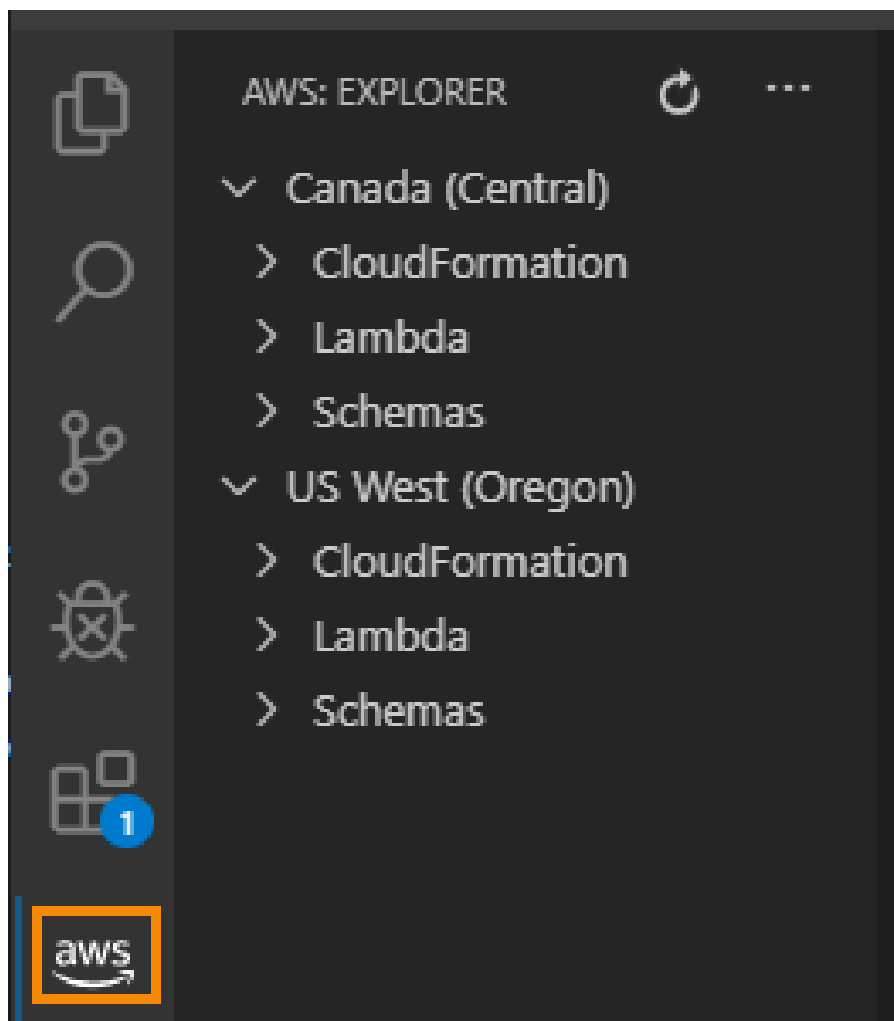 AWS: EXPLORER
Canada (Central)
CloudFormation
Lambda
Schemas
US West (Oregon)
CloudFormation
Lambda
Schemas
1
aws